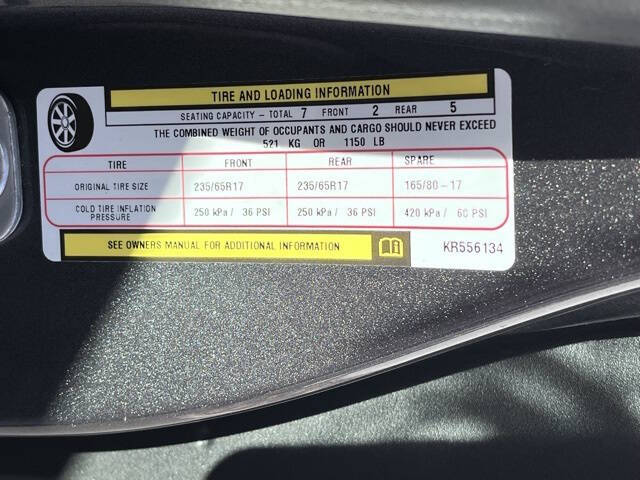 TIRE AND LOADING INFORMATION
SEATING CAPACITY - TOTAL 7 FRONT 2 REAR 5
THE COMBINED WEIGHT OF OCCUPANTS AND CARGO SHOULD NEVER EXCEED
521 KG OR 1150 LB
TIRE FRONT REAR SPARE
ORIGINAL TIRE SIZE 235/65R17 235/65R17 165/80-17
COLD TIRE INFLATION PRESSURE 250 kPa / 36 PSI 250 kPa / 36 PSI 420 kPa / 60 PSI
SEE OWNERS MANUAL FOR ADDITIONAL INFORMATION
KR556134